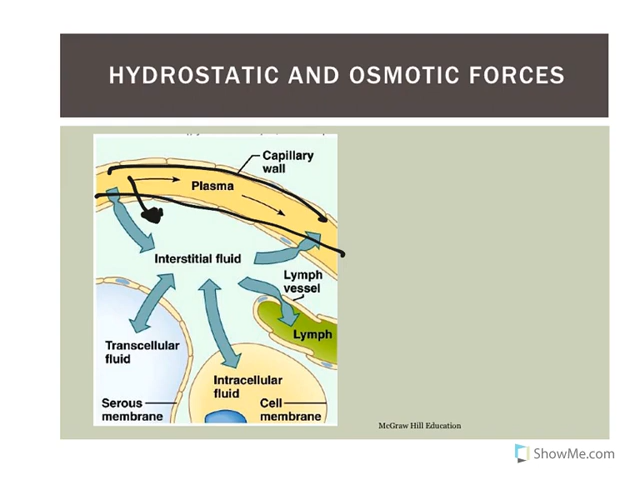 HYDROSTATIC AND OSMOTIC FORCES
Capillary
wall
Plasma
Interstitial fluid
Lymph
vessel
Lymph
Transcellular
fluid
Intracellular
fluid
Serous
membrane
Cell
membrane
McGraw Hill Education
ShowMe.com